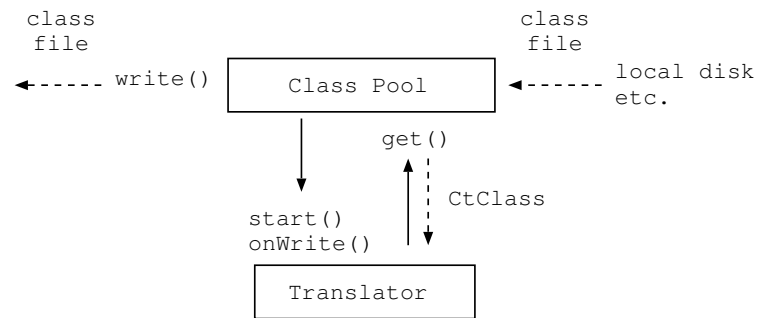 class
file
class
file
write()
Class Pool
local disk
etc.
get()
CtClass
start()
onWrite()
Translator